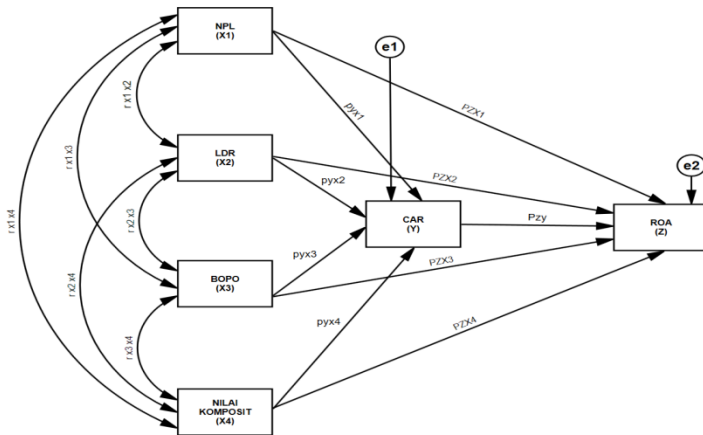 NPL
(X1)
e1
r x1 x2
pyx1
PZX1
r x1 x3
LDR
(X2)
PZX2
e2
pyx2
r x1 x4
r x2 x3
CAR
(Y)
Pzy
ROA
(Z)
pyx3
PZX3
BOPO
(X3)
r x2 x4
pyx4
PZX4
r x3 x4
NILAI
KOMPOSIT
(X4)